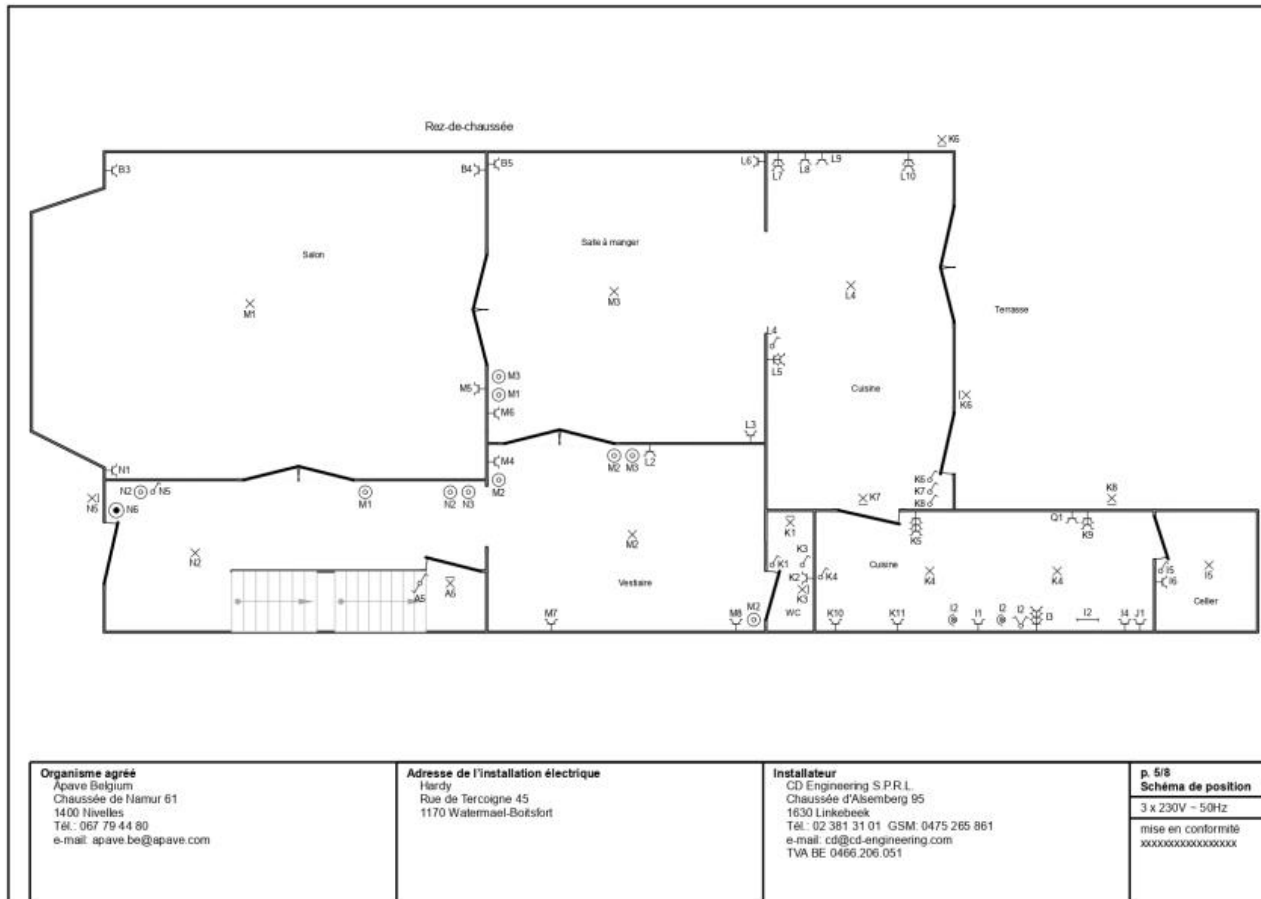 Rez-de-chaussée
K6
B3
B4
B5
L6
L7
L8
L9
L10
Salon
Salle à manger
M1
M3
L4
Terrasse
L4
L5
M3
M5
M1
M6
Cuisine
K6
L3
N1
M4
M2
M3
L2
M2
N2
N5
M1
N2
N3
N5
N6
K6
K7
K8
K7
K8
K1
K5
Q1
K9
N2
M2
K3
K1
K2
K4
K3
Cuisine
K4
K4
I5
I6
I5
A5
A6
Vestiaire
WC
Cellier
M7
M8
M2
K10
K11
I2
I1
I2
I2
I3
I2
I4
J1
Organisme agréé
Apave Belgium
Chaussée de Namur 61
1400 Nivelles
Tél.: 067 79 44 80
e-mail: apave.be@apave.com
Adresse de l'installation électrique
Hardy
Rue de Tercoigne 45
1170 Watermael-Boitsfort
Installateur
CD Engineering S.P.R.L.
Chaussée d'Alsemberg 95
1630 Linkebeek
Tél.: 02 381 31 01 GSM: 0475 265 861
e-mail: cd@cd-engineering.com
TVA BE 0466.206.051
p. 5/8
Schéma de position
3 x 230V ~ 50Hz
mise en conformité
xxxxxxxxxxxxxxxxx